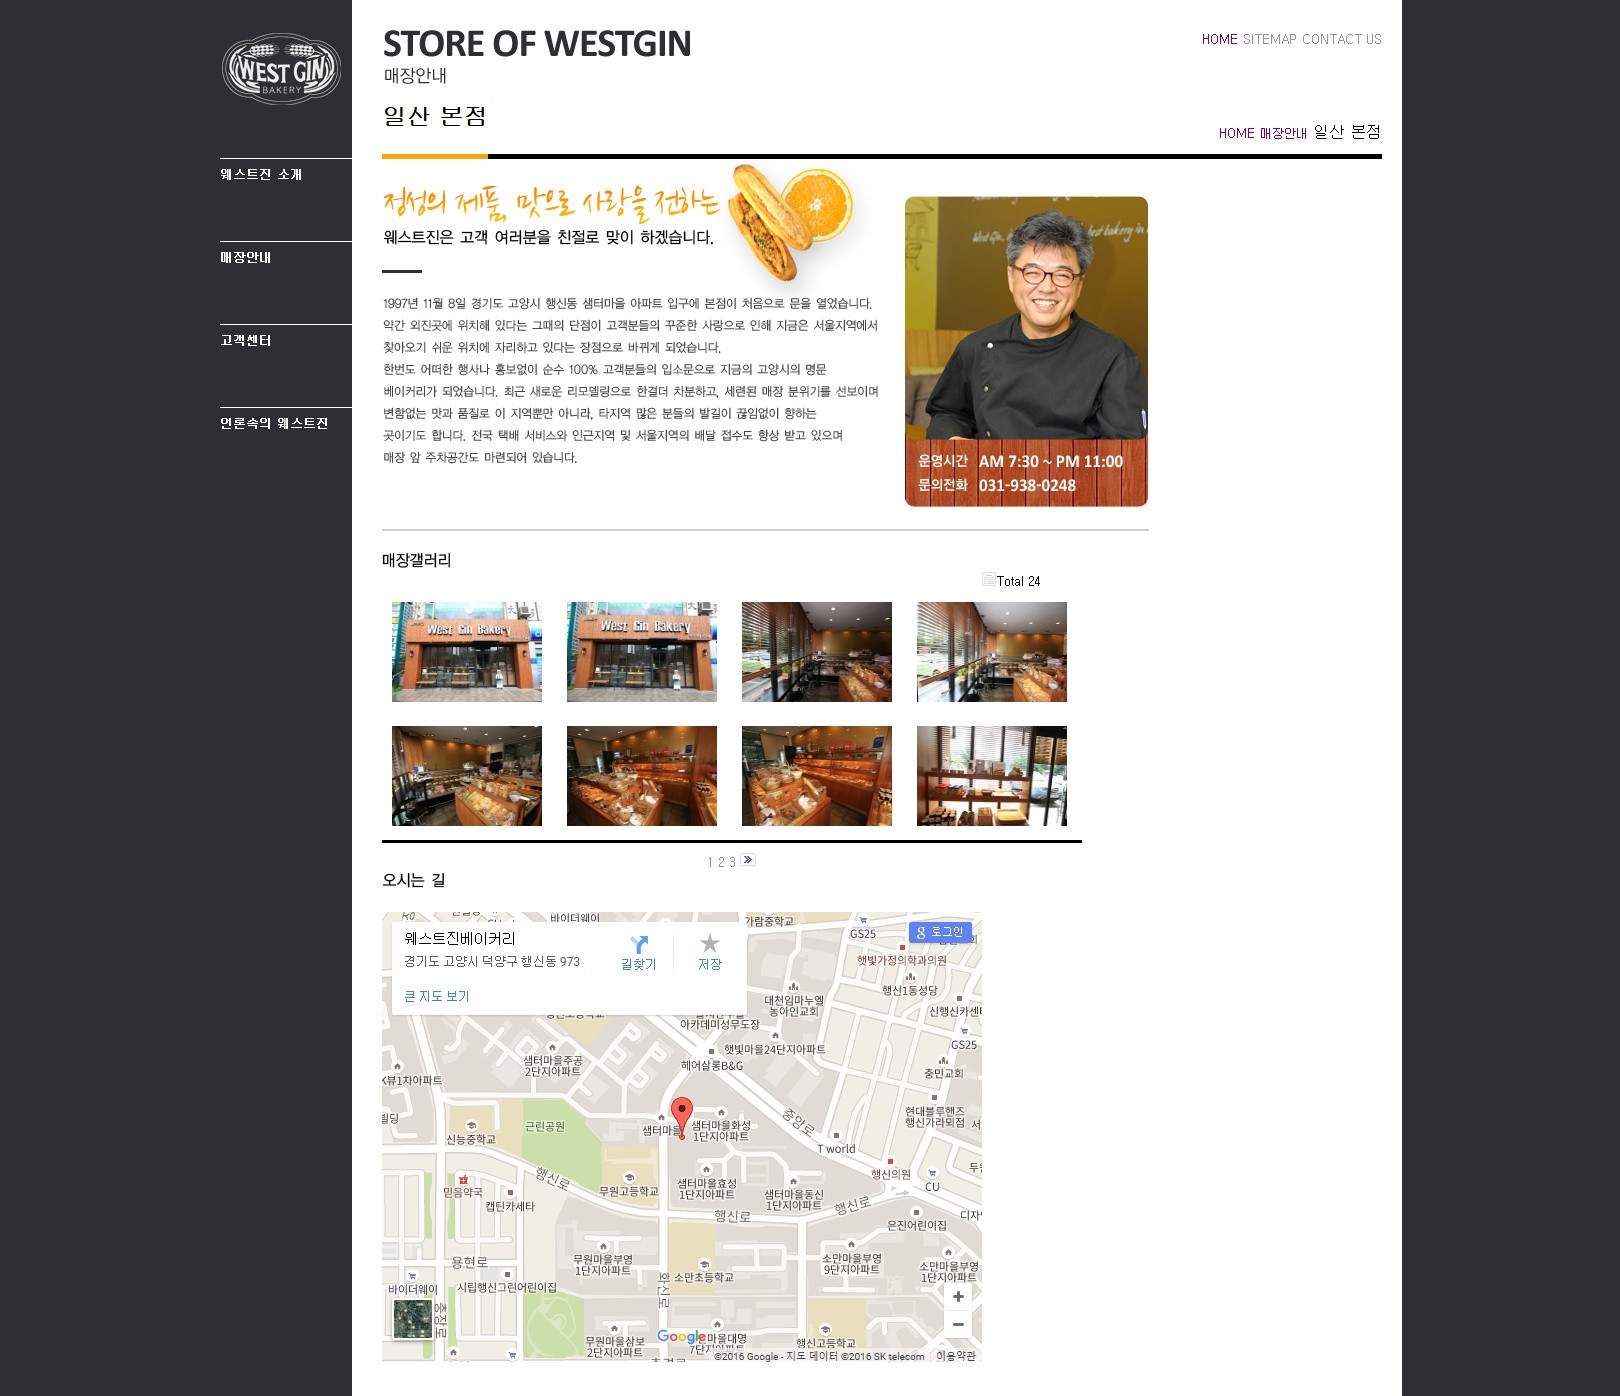 WEST GIN
BAKERY
STORE OF WESTGIN
매장안내
일산 본점
HOME SITEMAP CONTACT US
HOME 매장안내 일산 본점
웨스트진 소개
매장안내
고객센터
언론속의 웨스트진
정성의 제품, 맛으로 사랑을 전하는
웨스트진은 고객 여러분을 친절로 맞이 하겠습니다.
1997년 11월 8일 경기도 고양시 행신동 샘터마을 아파트 입구에 본점이 처음으로 문을 열었습니다.
약간 외진곳에 위치해 있다는 그때의 단점이 고객분들의 꾸준한 사랑으로 인해 지금은 서울지역에서
찾아오기 쉬운 위치에 자리하고 있다는 장점으로 바뀌게 되었습니다.
한번도 어떠한 행사나 홍보없이 순수 100% 고객분들의 입소문으로 지금의 고양시의 명문
베이커리가 되었습니다. 최근 새로운 리모델링으로 한결더 차분하고, 세련된 매장 분위기를 선보이며
변함없는 맛과 품질로 이 지역뿐만 아니라, 타지역 많은 분들의 발길이 끊임없이 향하는
곳이기도 합니다. 전국 택배 서비스와 인근지역 및 서울지역의 배달 접수도 항상 받고 있으며
매장 앞 주차공간도 마련되어 있습니다.
운영시간 AM 7:30 ~ PM 11:00
문의전화 031-938-0248
매장갤러리
Total 24
West Gin Bakery
West Gin Bakery
1 2 3
오시는 길
바이더웨이
가람중학교
GS25
로그인
웨스트진베이커리
경기도 고양시 덕양구 행신동 973
길찾기
저장
큰 지도 보기
햇빛가정의학과의원
행신1동성당
대천임마누엘
농아인교회
신행신카센터
아카데미성무도장
GS25
햇빛마을24단지아파트
샘터마을주공
2단지아파트
헤어살롱B&G
충민교회
뷰1차아파트
빌딩
현대블루핸즈
행신가라뫼점
신능중학교
근린공원
샘터마을
샘터마을화성
1단지아파트
중앙로
T world
행신의원
믿음약국
행신로
무원고등학교
샘터마을효성
1단지아파트
샘터마을동신
1단지아파트
CU
캡틴카세타
행신로
행신로
은진어린이집
용현로
무원마을부영
1단지아파트
소만초등학교
소만마을부영
9단지아파트
소만마을부영
1단지아파트
바이더웨이
시립행신그린어린이집
충장로
화신로
무원마을삼보
2단지아파트
Google
마을대명
7단지아파트
행신고등학교
©2016 Google - 지도 데이터 ©2016 SK telecom
이용약관